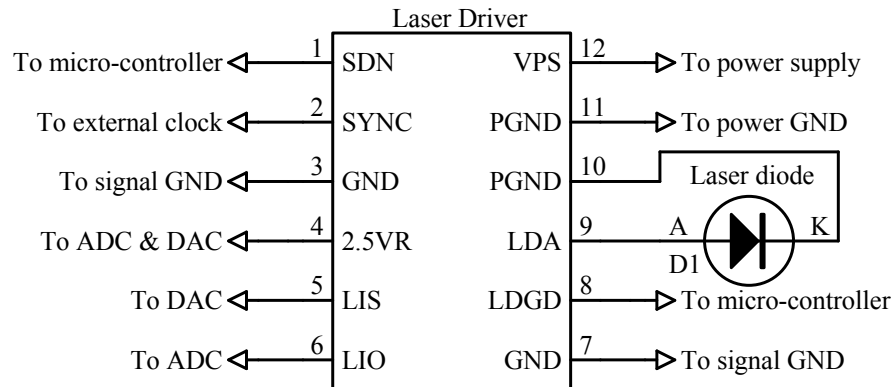 Laser Driver
To micro-controller 1 SDN VPS 12 To power supply
To external clock 2 SYNC PGND 11 To power GND
To signal GND 3 GND PGND 10 Laser diode
To ADC & DAC 4 2.5VR LDA 9 A K
D1
To DAC 5 LIS LDGD 8 To micro-controller
To ADC 6 LIO GND 7 To signal GND